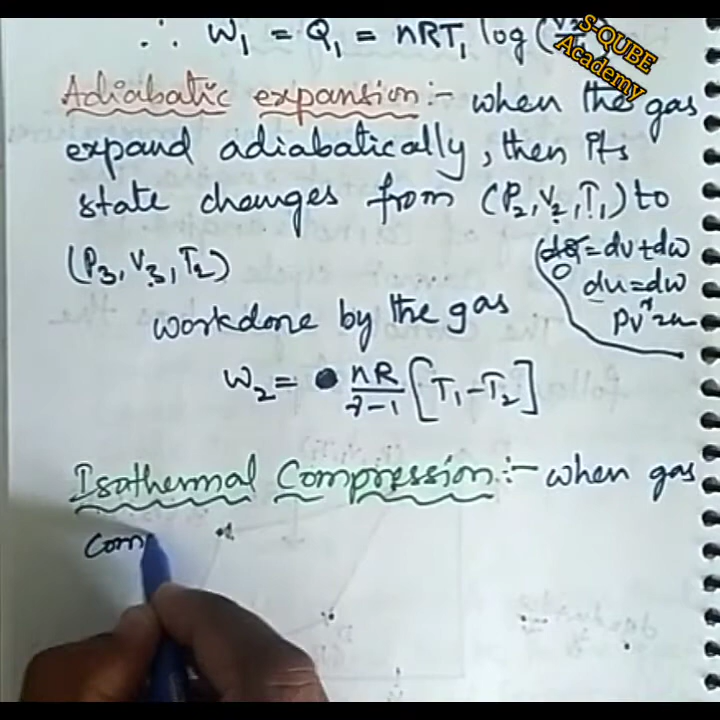 ∴ W₁ = Q₁ = nRT₁ log(V₂
S-QUBE
Academy
Adiabatic expansion:- when the gas
expand adiabatically, then its
state changes from (P₂,V₂,T₁) to
(P₃,V₃,T₂)
dQ=du+dw
0
du=dw
workdone by the gas
W₂= nR/γ-1 [T₁-T₂]
Isothermal Compression:- when gas
Com